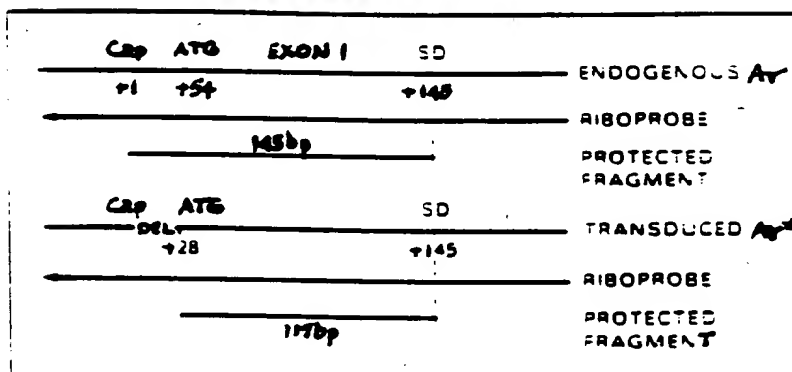 Cap ATG EXON 1 SD
ENDOGENOUS
+1 +54 +145
RIBOPROBE
145bp
PROTECTED
FRAGMENT
Cap ATG SD
DEL TRANSDUCED
+28 +145
RIBOPROBE
117bp
PROTECTED
FRAGMENT